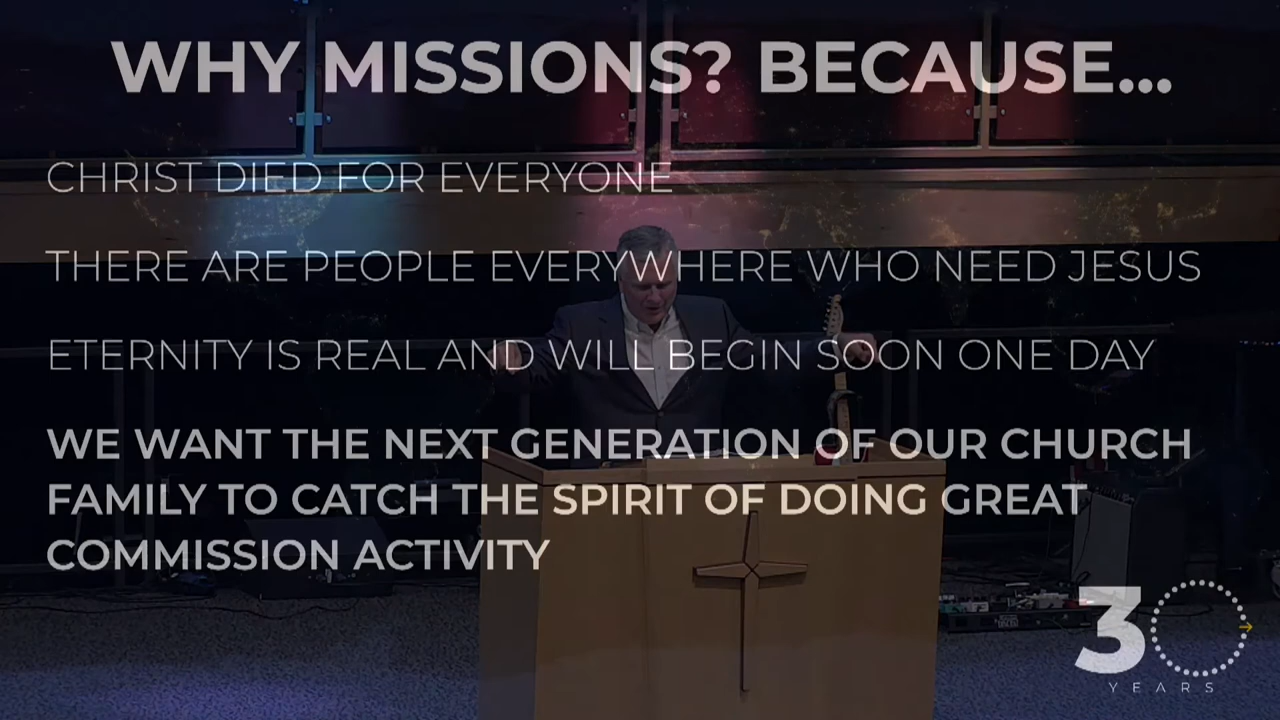 WHY MISSIONS? BECAUSE...
CHRIST DIED FOR EVERYONE
THERE ARE PEOPLE EVERYWHERE WHO NEED JESUS
ETERNITY IS REAL AND WILL BEGIN SOON ONE DAY
WE WANT THE NEXT GENERATION OF OUR CHURCH
FAMILY TO CATCH THE SPIRIT OF DOING GREAT
COMMISSION ACTIVITY
30
YEARS